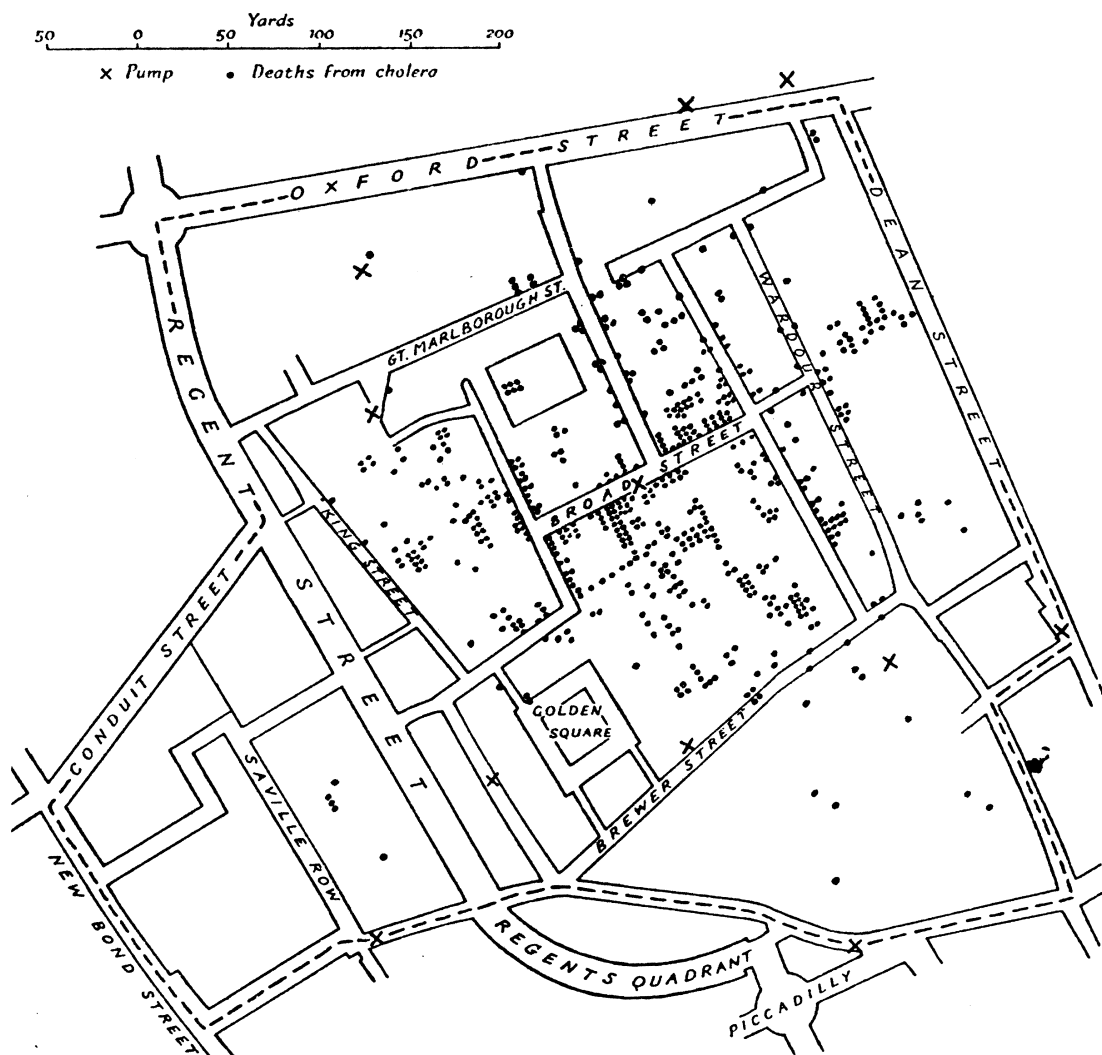 Yards
50 0 50 100 150 200
× Pump • Deaths from cholera
OXFORD STREET
DEAN STREET
REGENT STREET
WARDOUR STREET
GT. MARLBOROUGH ST.
BROAD STREET
KING STREET
CONDUIT STREET
GOLDEN
SQUARE
BREWER STREET
SAVILLE ROW
NEW BOND STREET
REGENTS QUADRANT
PICCADILLY